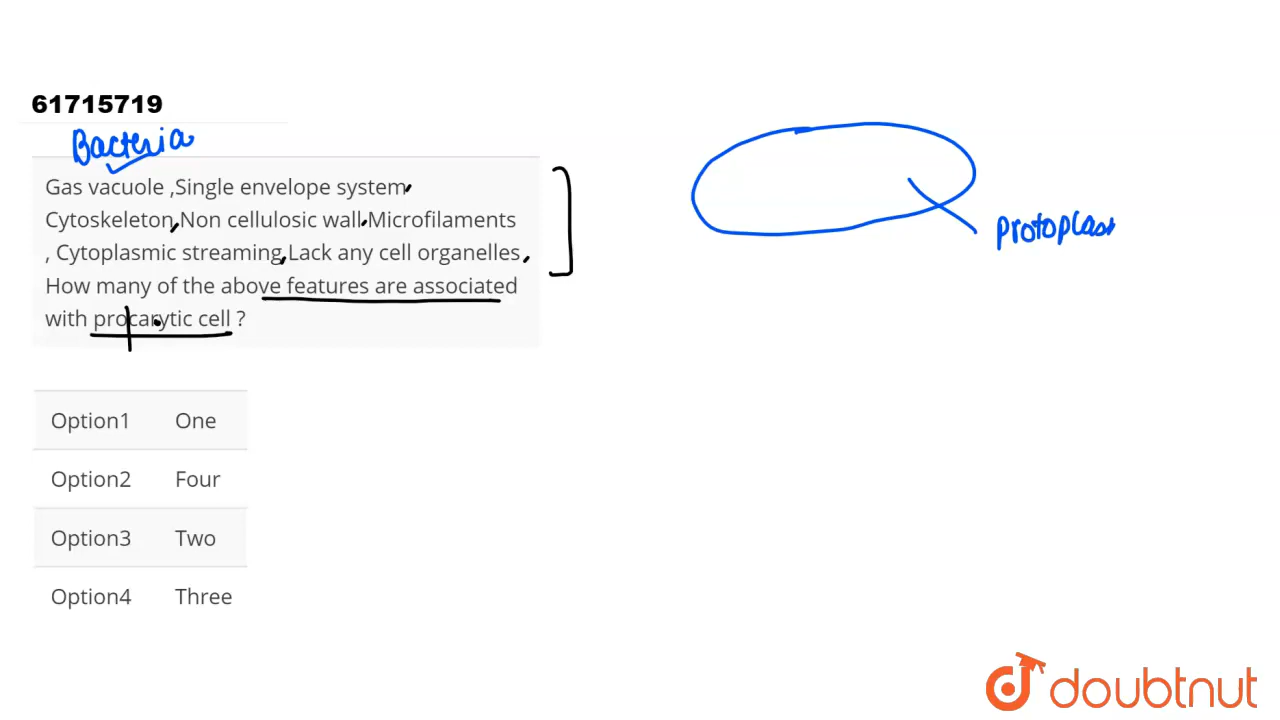 61715719
Bacteria
Gas vacuole ,Single envelope system,
Cytoskeleton,Non cellulosic wall,Microfilaments
, Cytoplasmic streaming,Lack any cell organelles,
How many of the above features are associated
with procarytic cell ?
protoplas
Option1 One
Option2 Four
Option3 Two
Option4 Three
doubtnut